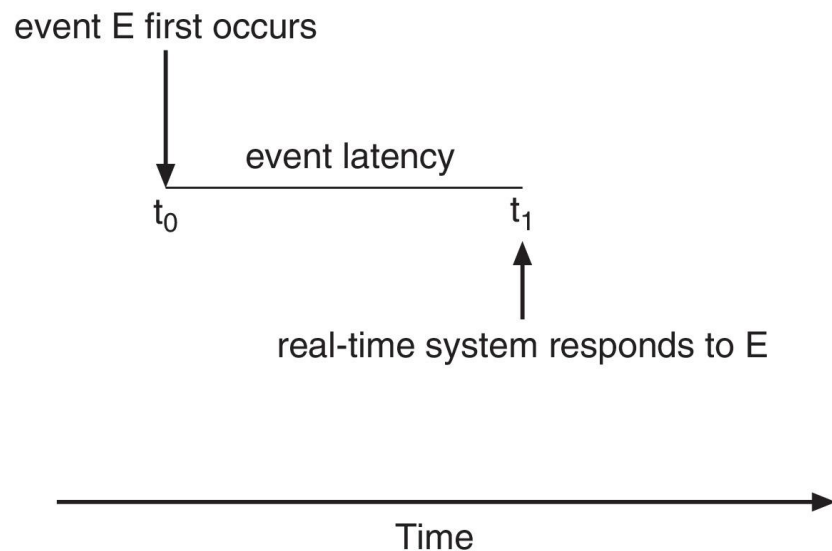 event E first occurs
event latency
t₀
t₁
real-time system responds to E
Time